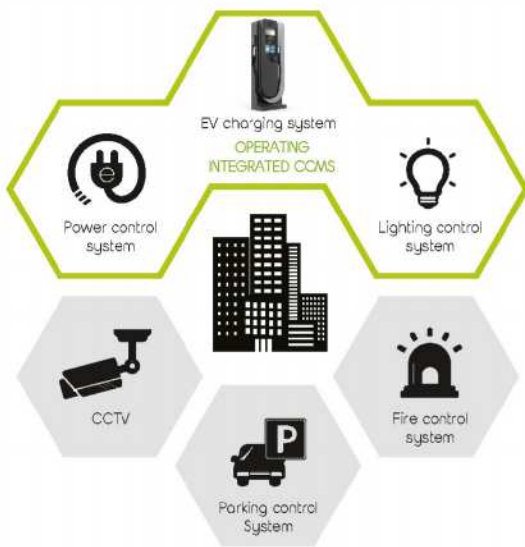 EV charging system
OPERATING
INTEGRATED CCMS
Power control
system
Lighting control
system
CCTV
Fire control
system
P
Parking control
System